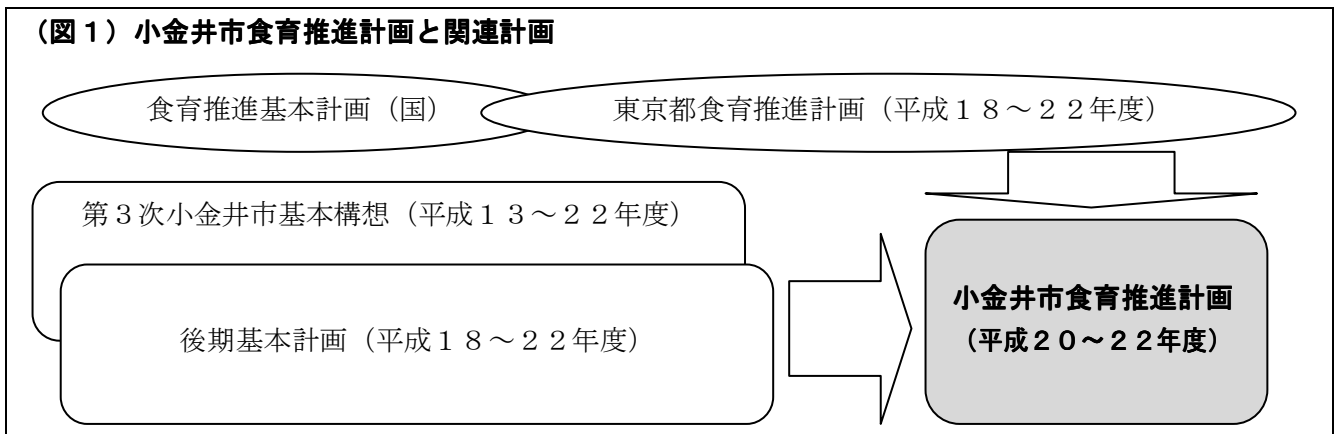 （図１）小金井市食育推進計画と関連計画
食育推進基本計画（国）
東京都食育推進計画（平成１８～２２年度）
第３次小金井市基本構想（平成１３～２２年度）
後期基本計画（平成１８～２２年度）
小金井市食育推進計画
（平成２０～２２年度）